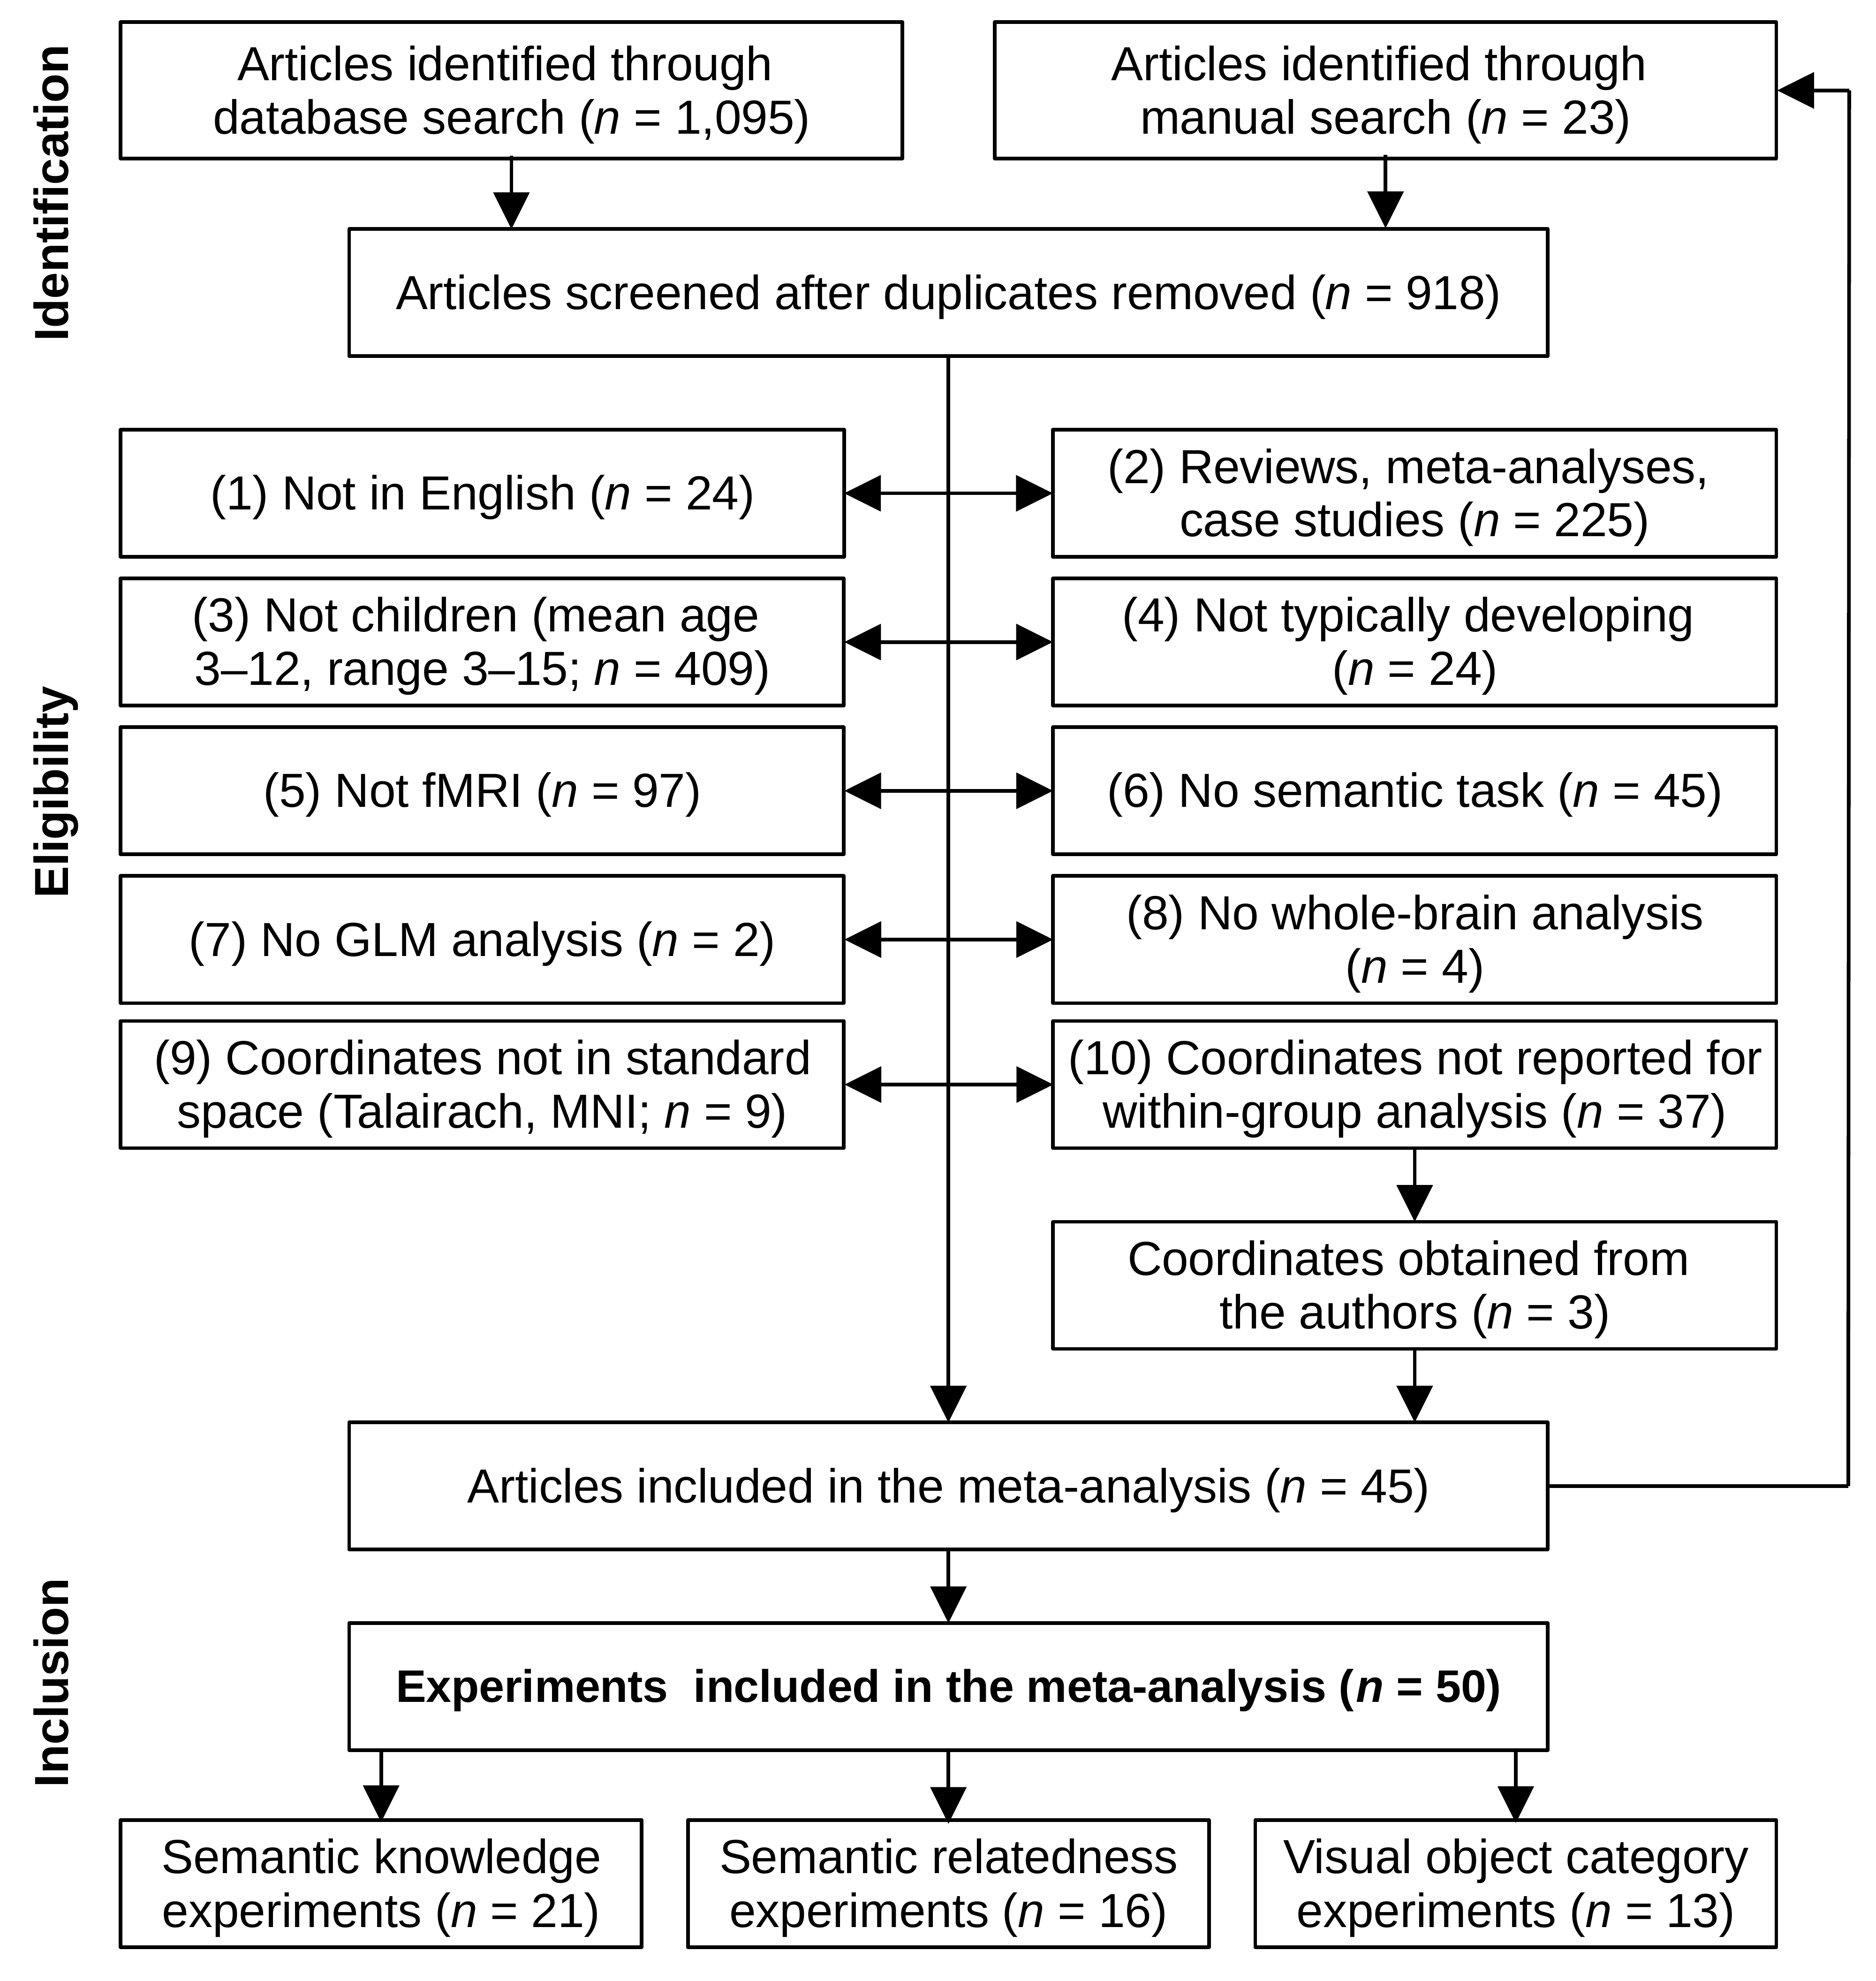 Identification
Articles identified through
database search (n = 1,095)
Articles identified through
manual search (n = 23)
Articles screened after duplicates removed (n = 918)
Eligibility
(1) Not in English (n = 24)
(2) Reviews, meta-analyses,
case studies (n = 225)
(3) Not children (mean age
3–12, range 3–15; n = 409)
(4) Not typically developing
(n = 24)
(5) Not fMRI (n = 97)
(6) No semantic task (n = 45)
(7) No GLM analysis (n = 2)
(8) No whole-brain analysis
(n = 4)
(9) Coordinates not in standard
space (Talairach, MNI; n = 9)
(10) Coordinates not reported for
within-group analysis (n = 37)
Coordinates obtained from
the authors (n = 3)
Articles included in the meta-analysis (n = 45)
Inclusion
Experiments  included in the meta-analysis (n = 50)
Semantic knowledge
experiments (n = 21)
Semantic relatedness
experiments (n = 16)
Visual object category
experiments (n = 13)